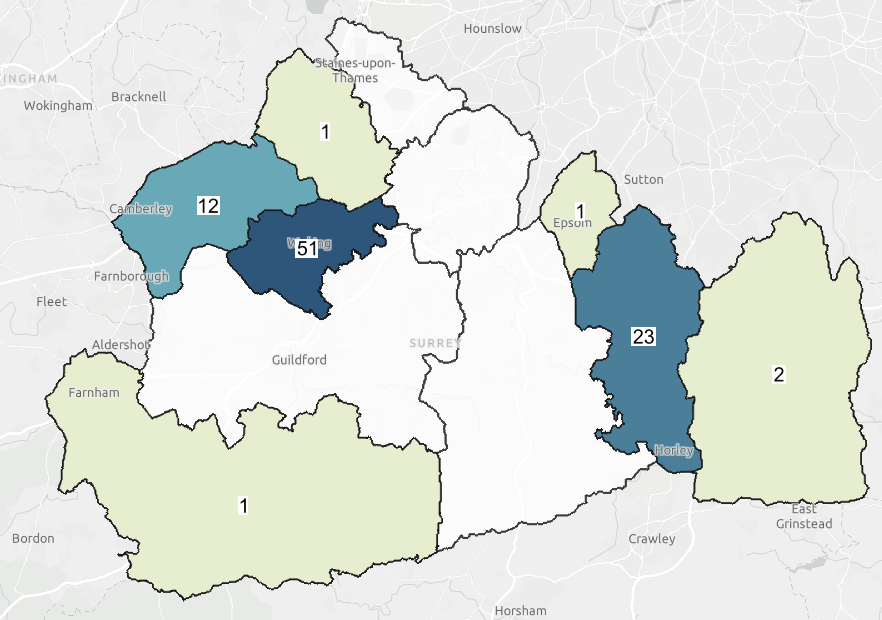 Hounslow
Staines-upon-
Thames
INGHAM
Bracknell
Wokingham
1
Sutton
12
Camberley
1
Epsom
51
Farnborough
Fleet
23
Aldershot
SURREY
Guildford
2
Farnham
Horley
1
East
Grinstead
Bordon
Crawley
Horsham